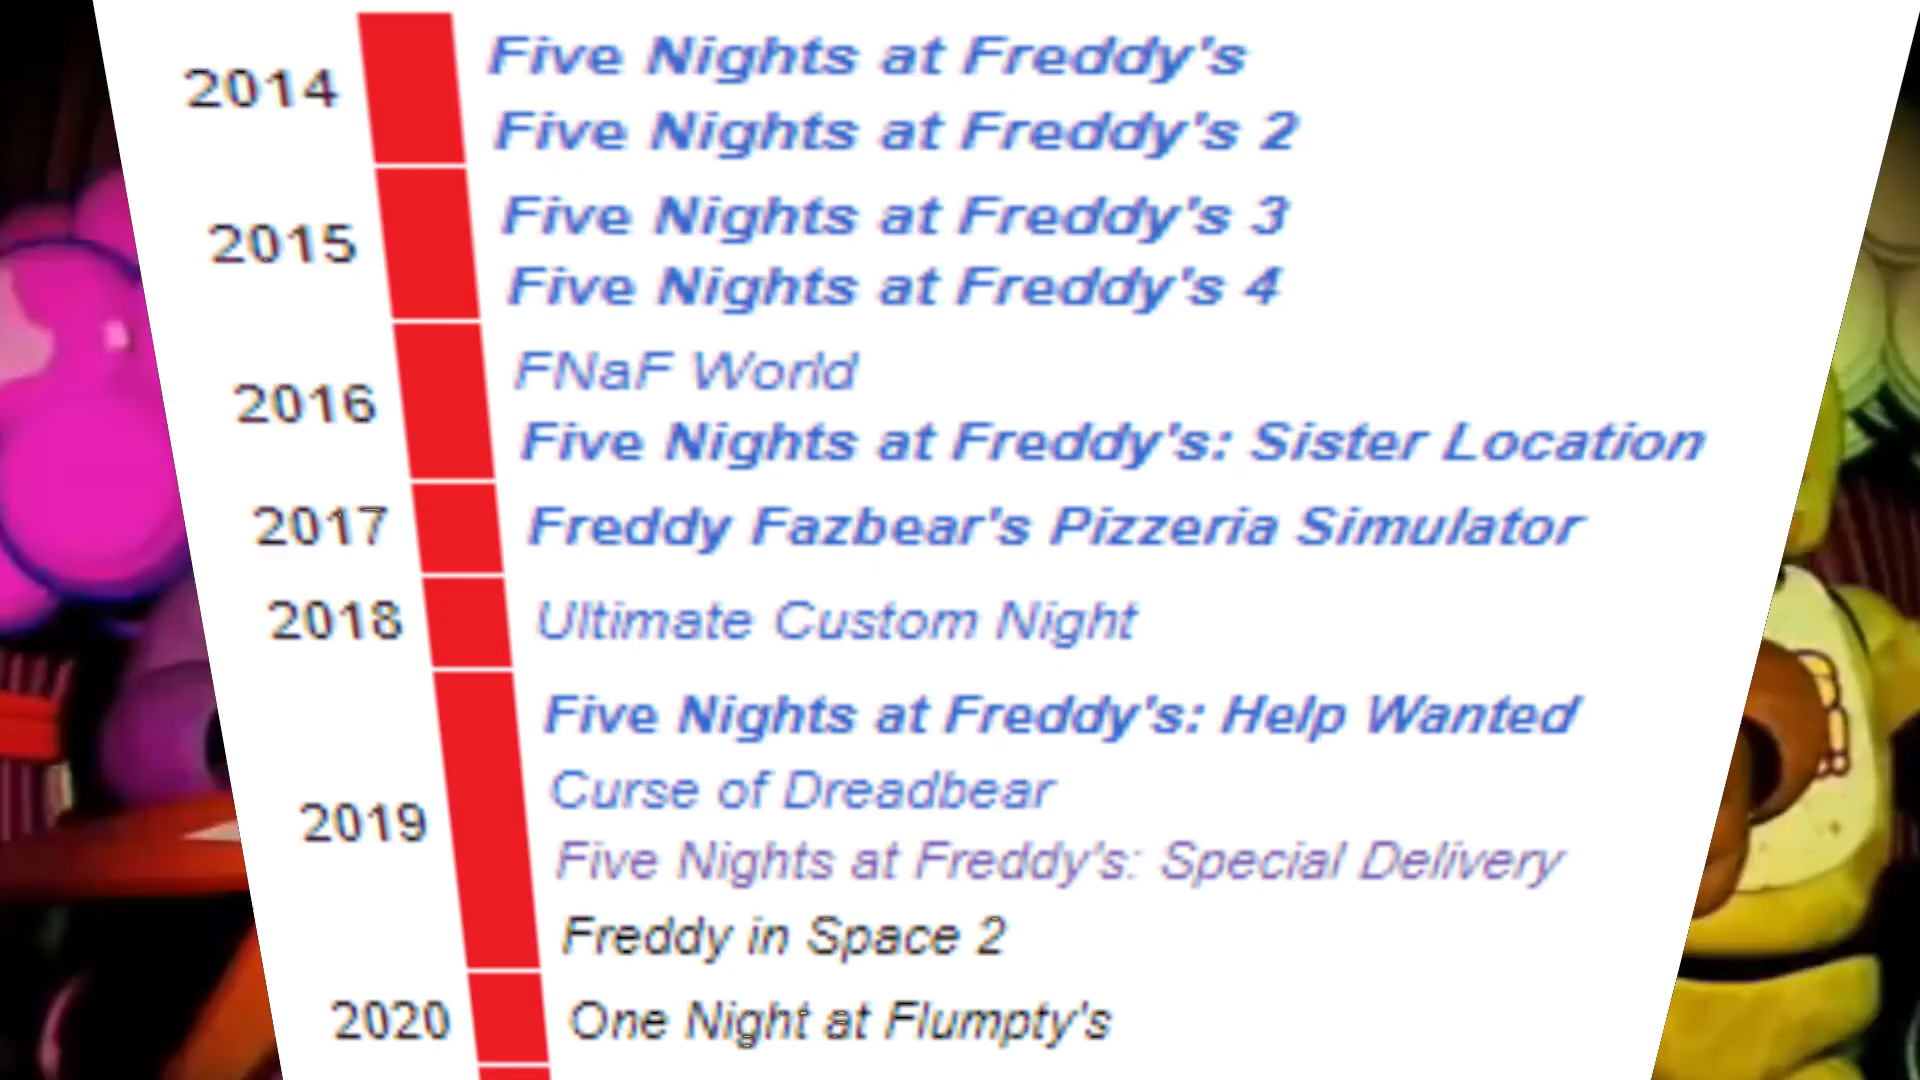 2014
Five Nights at Freddy's
Five Nights at Freddy's 2
2015
Five Nights at Freddy's 3
Five Nights at Freddy's 4
2016
FNaF World
Five Nights at Freddy's: Sister Location
2017
Freddy Fazbear's Pizzeria Simulator
2018
Ultimate Custom Night
2019
Five Nights at Freddy's: Help Wanted
Curse of Dreadbear
Five Nights at Freddy's: Special Delivery
Freddy in Space 2
2020
One Night at Flumpty's